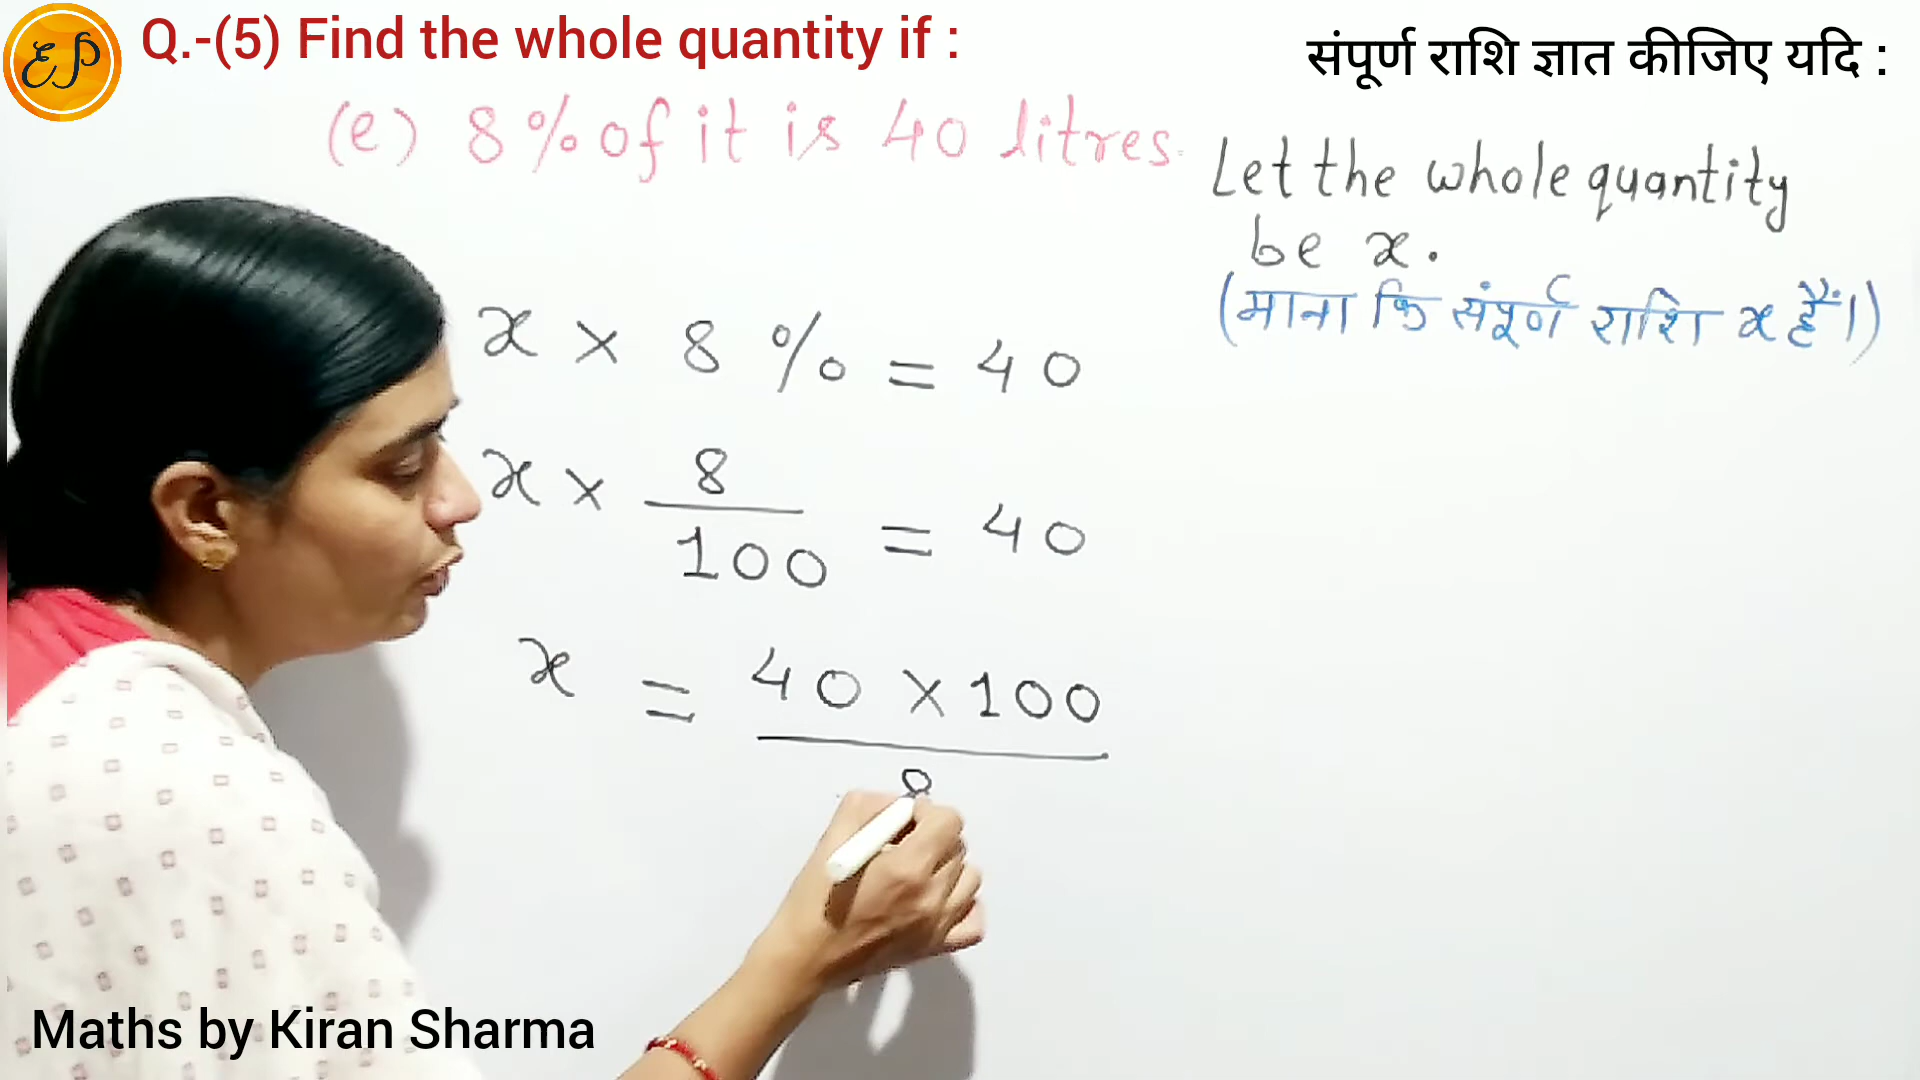 EP
Q.-(5) Find the whole quantity if :
संपूर्ण राशि ज्ञात कीजिए यदि :
(e) 8% of it is 40 litres.
Let the whole quantity
be x.
(माना कि संपूर्ण राशि x हैं।)
x × 8 % = 40
x × 8/100 = 40
x = 40 × 100
8
Maths by Kiran Sharma